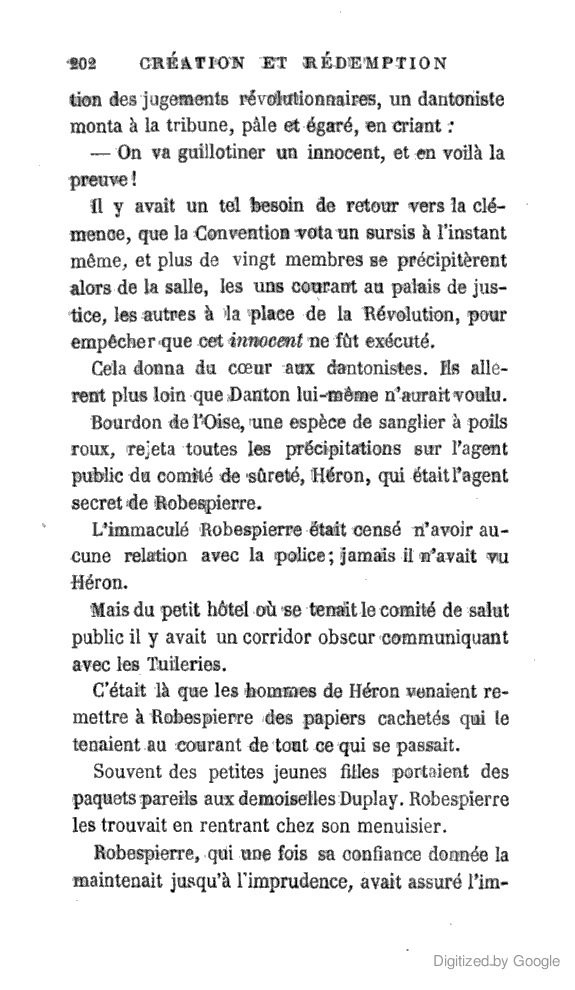 202 CRÉATION ET RÉDEMPTION
tion des jugements révolutionnaires, un dantoniste
monta à la tribune, pâle et égaré, en criant :
— On va guillotiner un innocent, et en voilà la
preuve !
Il y avait un tel besoin de retour vers la clé-
mence, que la Convention vota un sursis à l'instant
même, et plus de vingt membres se précipitèrent
alors de la salle, les uns courant au palais de jus-
tice, les autres à la place de la Révolution, pour
empêcher que cet innocent ne fût exécuté.
Cela donna du cœur aux dantonistes. Ils allè-
rent plus loin que Danton lui-même n'aurait voulu.
Bourdon de l'Oise, une espèce de sanglier à poils
roux, rejeta toutes les précipitations sur l'agent
public du comité de sûreté, Héron, qui était l'agent
secret de Robespierre.
L'immaculé Robespierre était censé n'avoir au-
cune relation avec la police ; jamais il n'avait vu
Héron.
Mais du petit hôtel où se tenait le comité de salut
public il y avait un corridor obscur communiquant
avec les Tuileries.
C'était là que les hommes de Héron venaient re-
mettre à Robespierre des papiers cachetés qui le
tenaient au courant de tout ce qui se passait.
Souvent des petites jeunes filles portaient des
paquets pareils aux demoiselles Duplay. Robespierre
les trouvait en rentrant chez son menuisier.
Robespierre, qui une fois sa confiance donnée la
maintenait jusqu'à l'imprudence, avait assuré l'im-
Digitized by Google